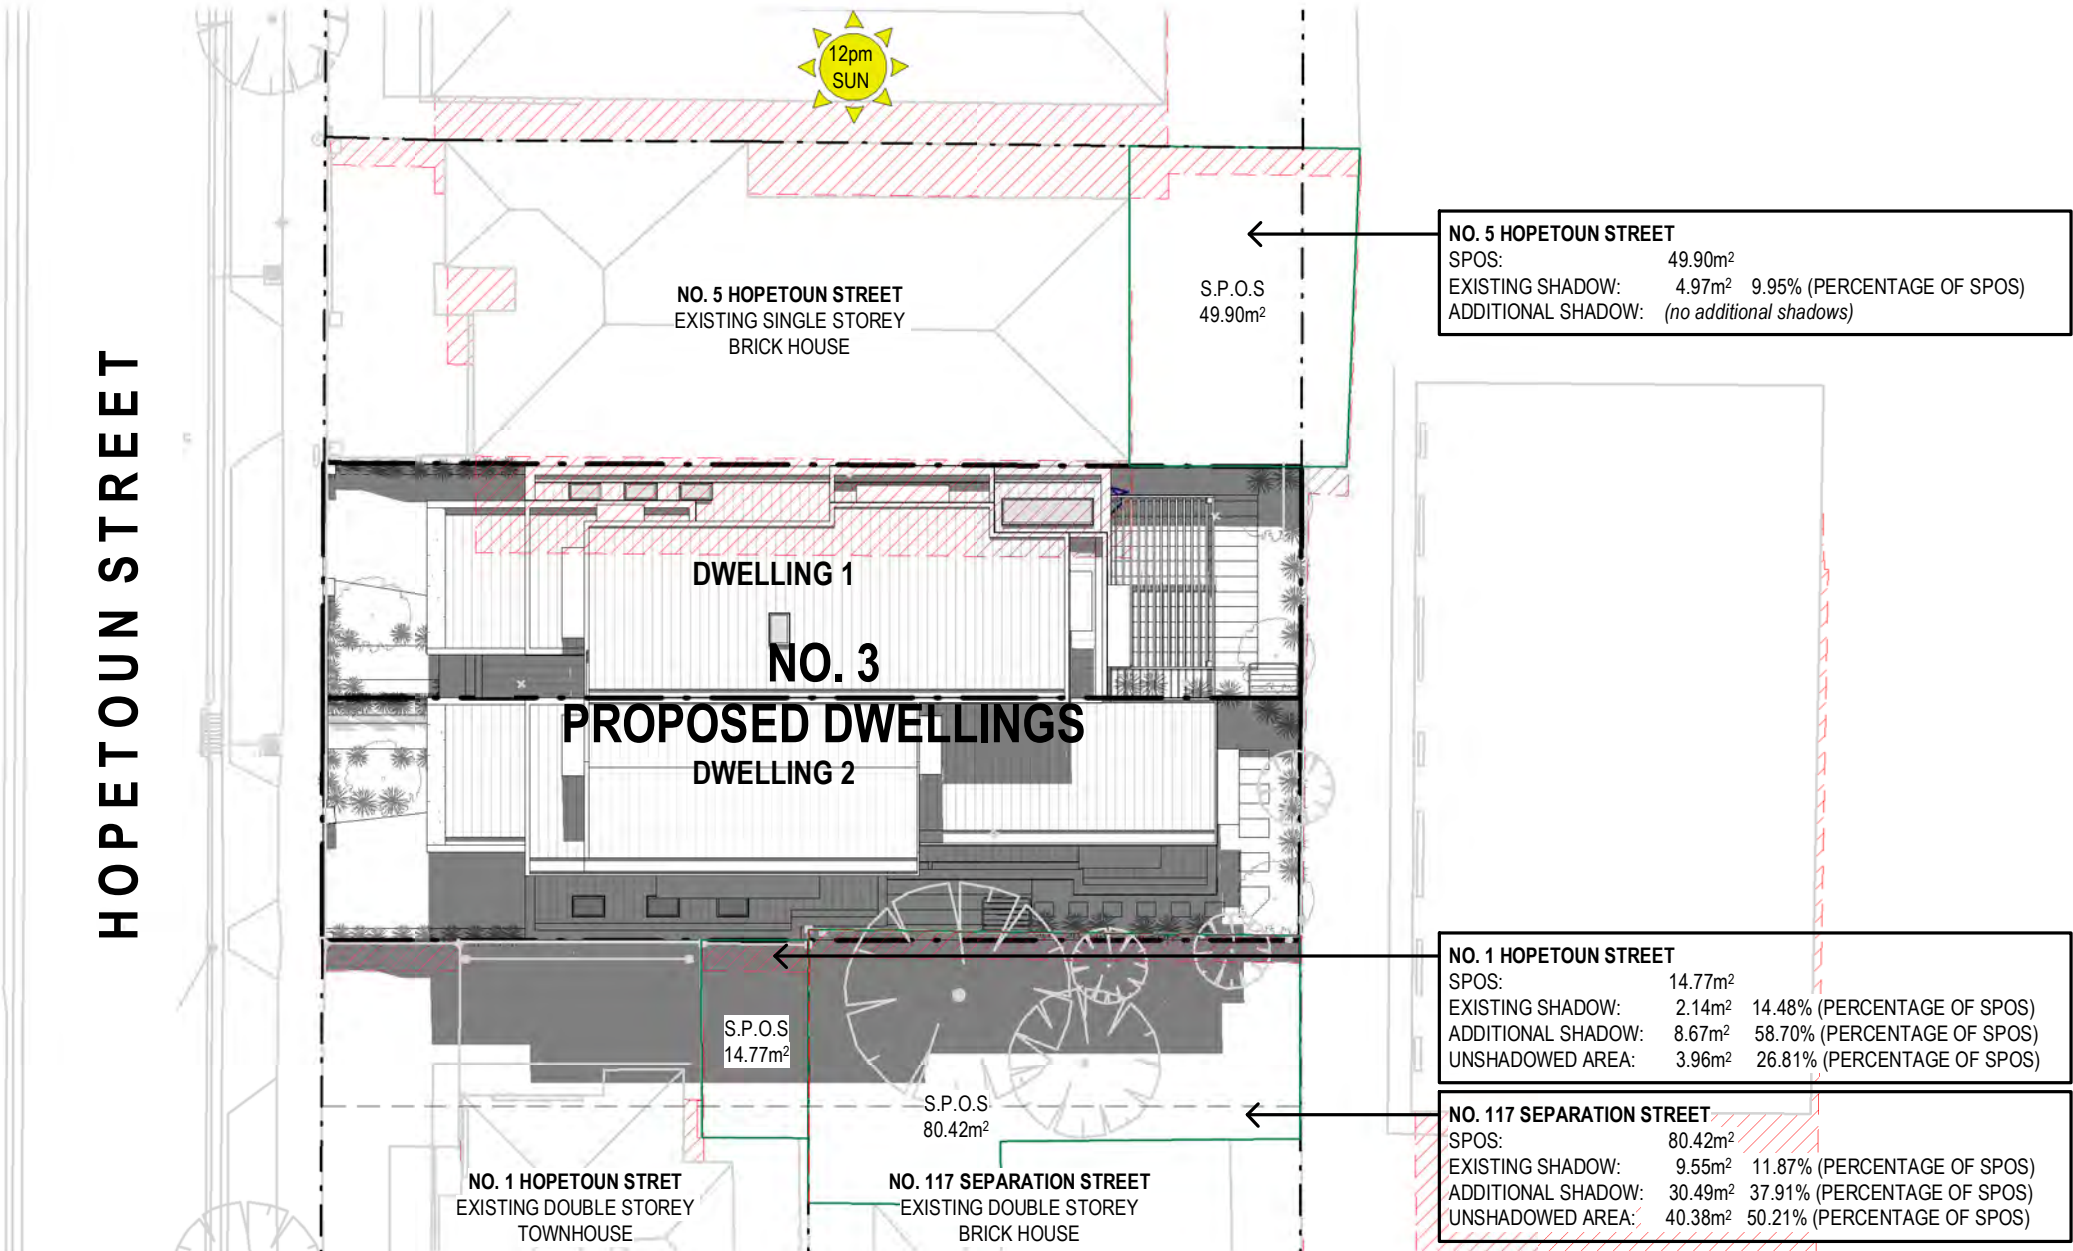 12pm
SUN
HOPETOUN STREET
NO. 5 HOPETOUN STREET
EXISTING SINGLE STOREY
BRICK HOUSE
S.P.O.S
49.90m²
NO. 5 HOPETOUN STREET
SPOS: 49.90m²
EXISTING SHADOW: 4.97m² 9.95% (PERCENTAGE OF SPOS)
ADDITIONAL SHADOW: (no additional shadows)
DWELLING 1
NO. 3
PROPOSED DWELLINGS
DWELLING 2
NO. 1 HOPETOUN STREET
SPOS: 14.77m²
EXISTING SHADOW: 2.14m² 14.48% (PERCENTAGE OF SPOS)
ADDITIONAL SHADOW: 8.67m² 58.70% (PERCENTAGE OF SPOS)
UNSHADOWED AREA: 3.96m² 26.81% (PERCENTAGE OF SPOS)
S.P.O.S
14.77m²
S.P.O.S
80.42m²
NO. 117 SEPARATION STREET
SPOS: 80.42m²
EXISTING SHADOW: 9.55m² 11.87% (PERCENTAGE OF SPOS)
ADDITIONAL SHADOW: 30.49m² 37.91% (PERCENTAGE OF SPOS)
UNSHADOWED AREA: 40.38m² 50.21% (PERCENTAGE OF SPOS)
NO. 1 HOPETOUN STRET
EXISTING DOUBLE STOREY
TOWNHOUSE
NO. 117 SEPARATION STREET
EXISTING DOUBLE STOREY
BRICK HOUSE